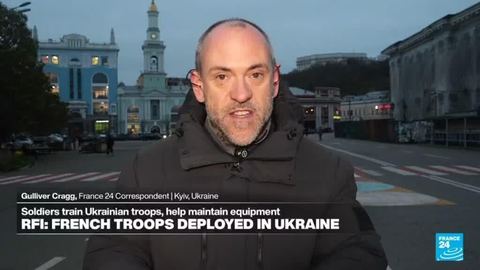 Gulliver Cragg, France 24 Correspondent | Kyiv, Ukraine
Soldiers train Ukrainian troops, help maintain equipment
RFI: FRENCH TROOPS DEPLOYED IN UKRAINE
FRANCE
24